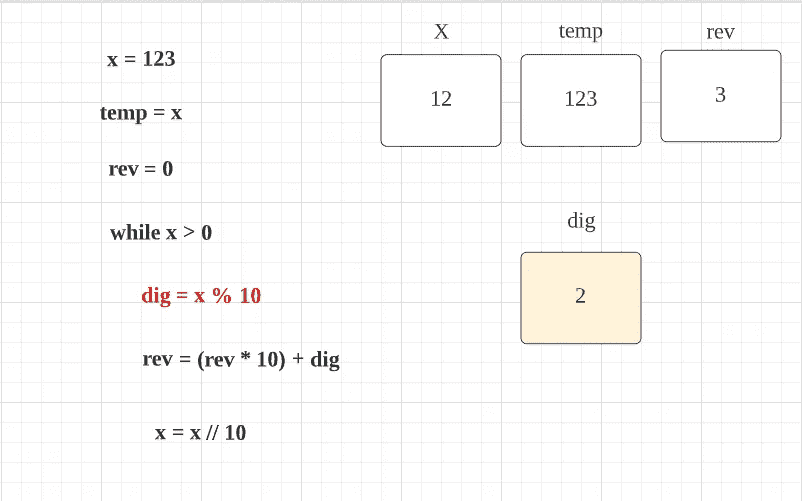 x = 123
temp = x
rev = 0
while x > 0
dig = x % 10
rev = (rev * 10) + dig
x = x // 10
X temp rev
12 123 3
dig
2